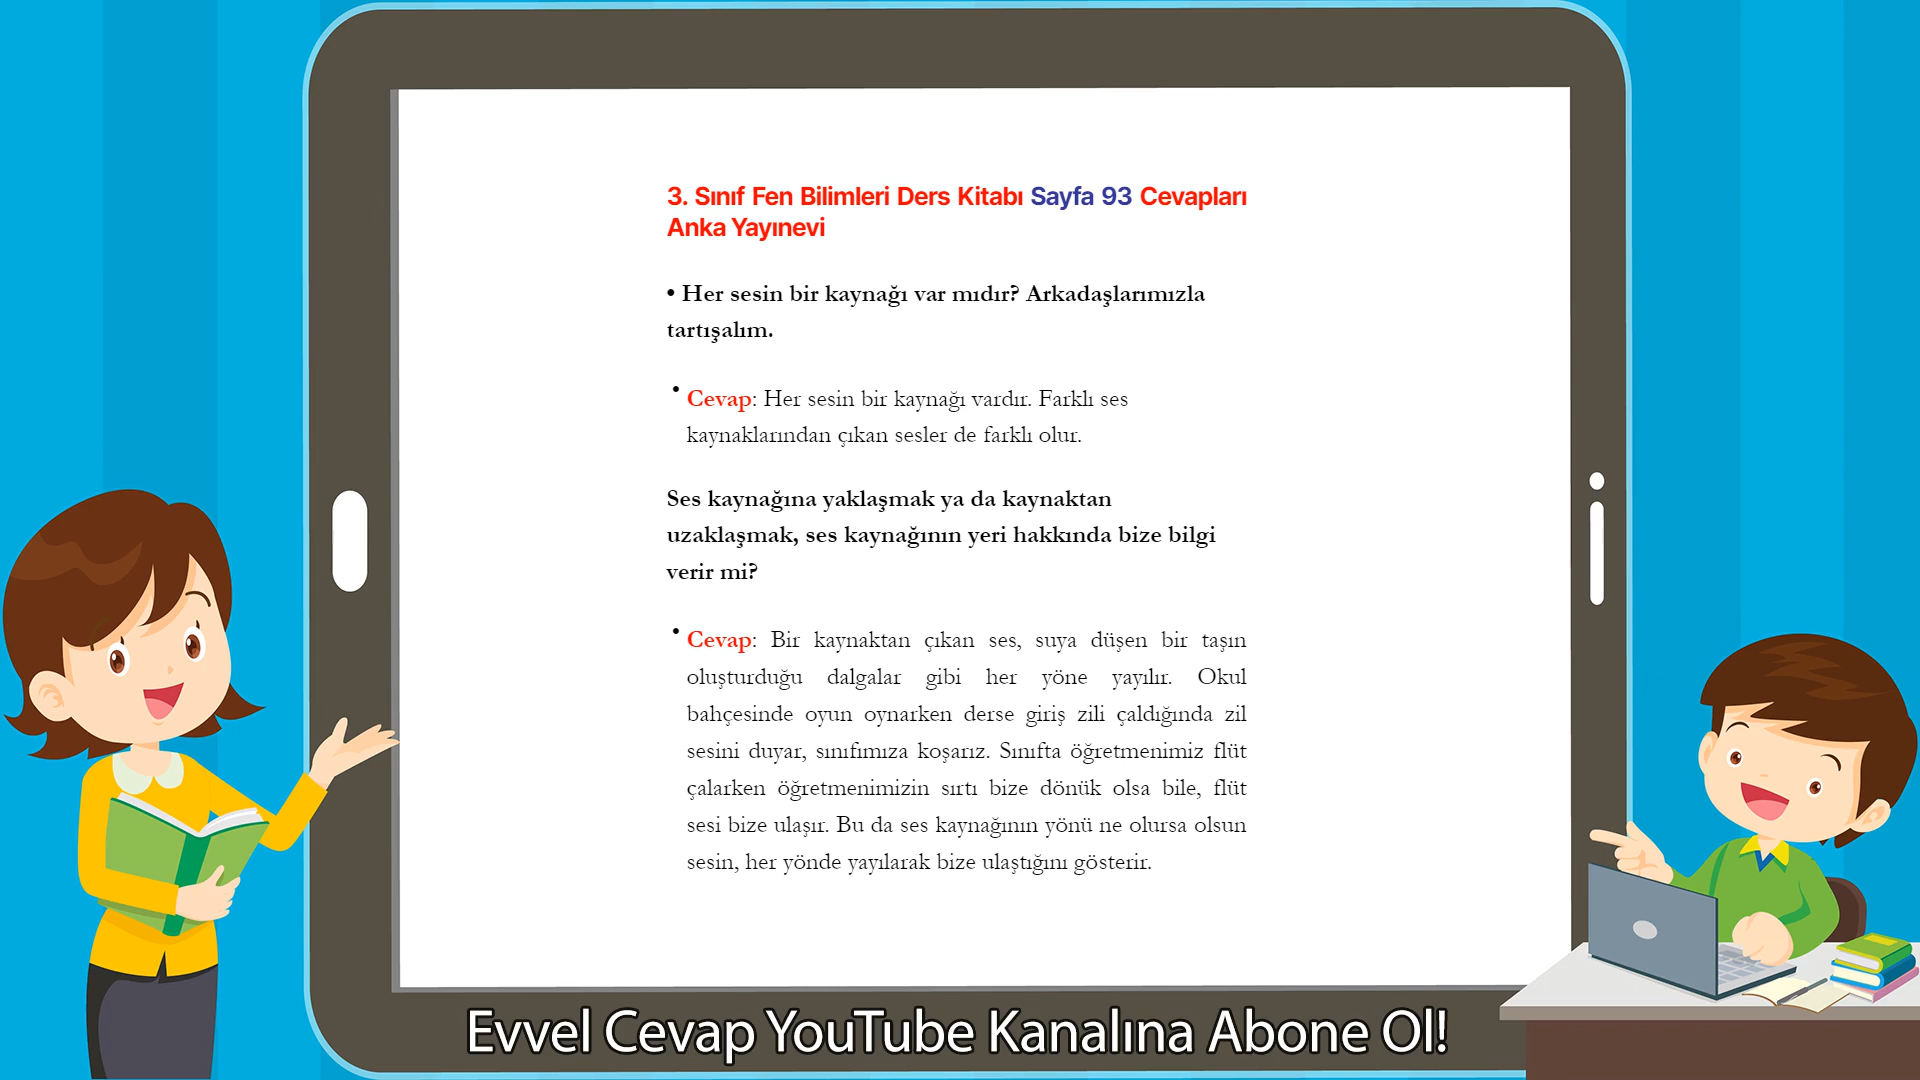 3. Sınıf Fen Bilimleri Ders Kitabı Sayfa 93 Cevapları
Anka Yayınevi
• Her sesin bir kaynağı var mıdır? Arkadaşlarımızla
tartışalım.
• Cevap: Her sesin bir kaynağı vardır. Farklı ses
kaynaklarından çıkan sesler de farklı olur.
Ses kaynağına yaklaşmak ya da kaynaktan
uzaklaşmak, ses kaynağının yeri hakkında bize bilgi
verir mi?
• Cevap: Bir kaynaktan çıkan ses, suya düşen bir taşın
oluşturduğu dalgalar gibi her yöne yayılır. Okul
bahçesinde oyun oynarken derse giriş zili çaldığında zil
sesini duyar, sınıfımıza koşarız. Sınıfta öğretmenimiz flüt
çalarken öğretmenimizin sırtı bize dönük olsa bile, flüt
sesi bize ulaşır. Bu da ses kaynağının yönü ne olursa olsun
sesin, her yönde yayılarak bize ulaştığını gösterir.
Evvel Cevap YouTube Kanalına Abone Ol!